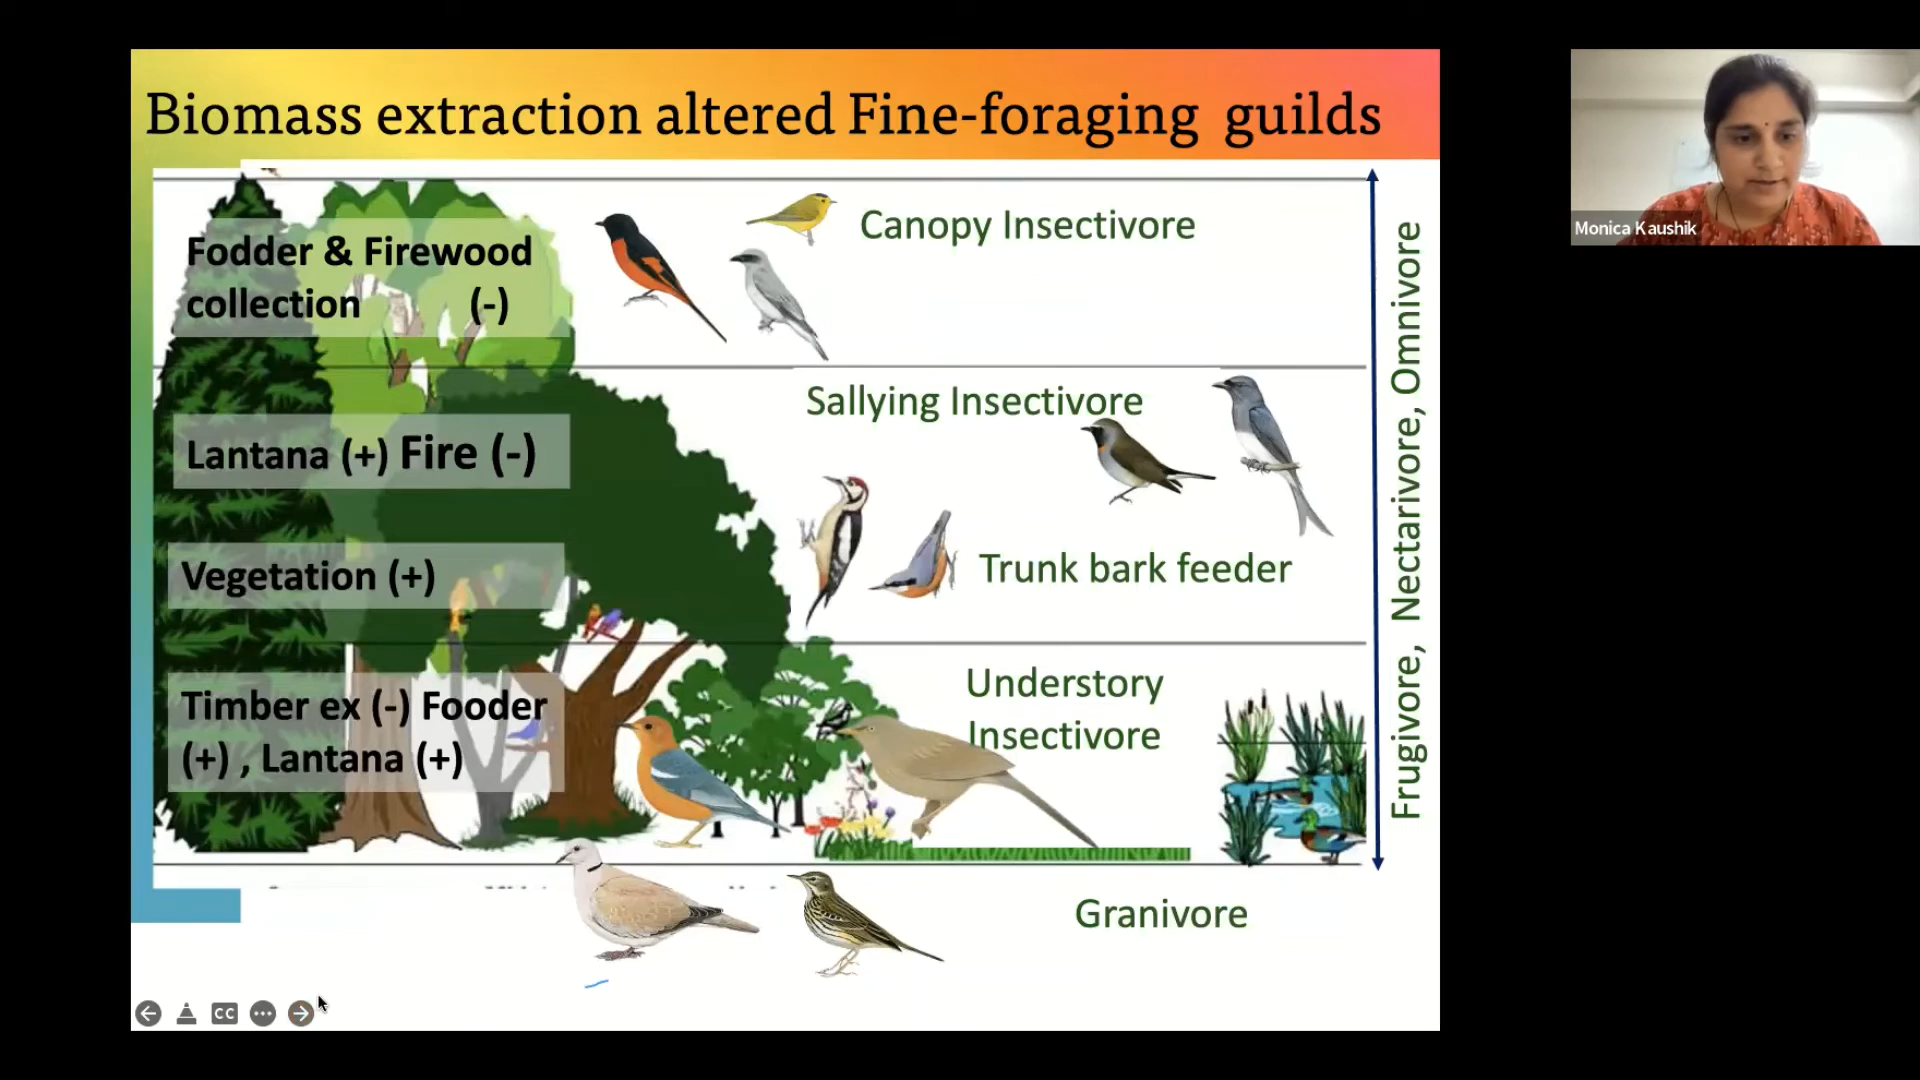 Biomass extraction altered Fine-foraging guilds
Monica Kaushik
Fodder & Firewood
collection (-)
Canopy Insectivore
Lantana (+) Fire (-)
Sallying Insectivore
Vegetation (+)
Trunk bark feeder
Timber ex (-) Fooder
(+) , Lantana (+)
Understory
Insectivore
Granivore
Frugivore, Nectarivore, Omnivore
CC